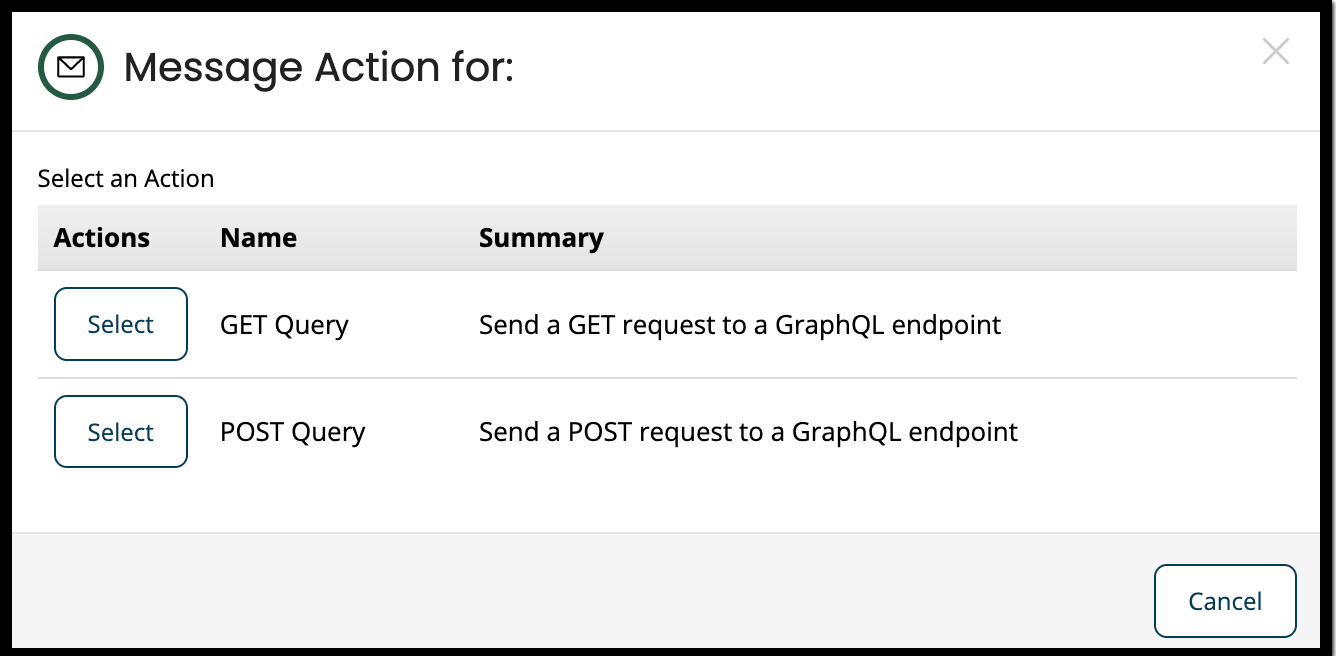 Message Action for:
Select an Action
Actions Name Summary
Select GET Query Send a GET request to a GraphQL endpoint
Select POST Query Send a POST request to a GraphQL endpoint
Cancel